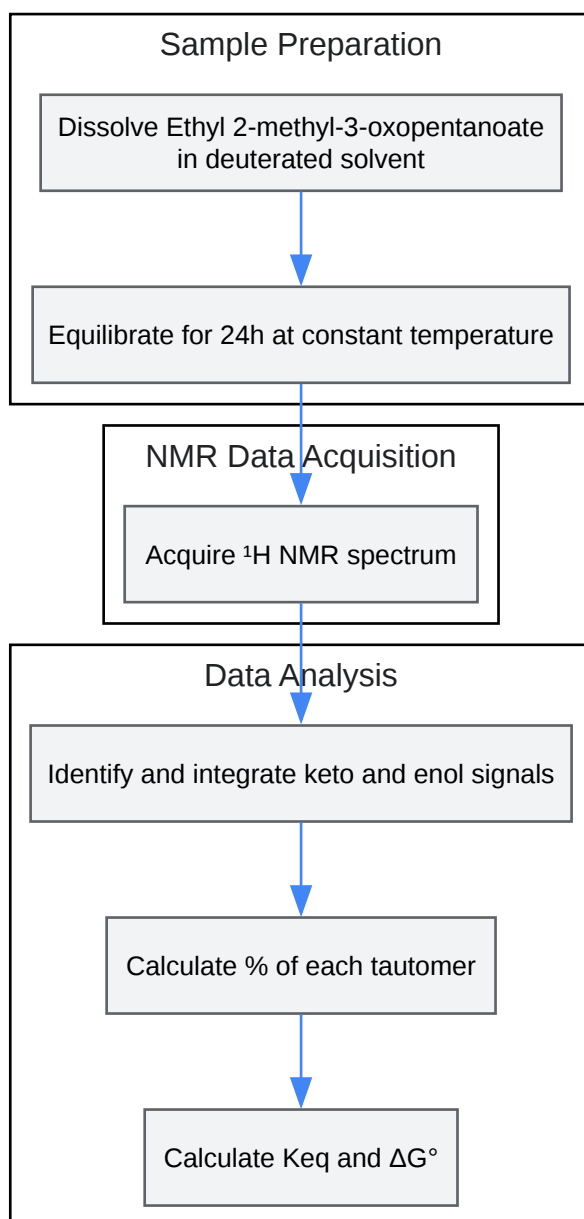 Sample Preparation
Dissolve Ethyl 2-methyl-3-oxopentanoate
in deuterated solvent
Equilibrate for 24h at constant temperature
NMR Data Acquisition
Acquire ¹H NMR spectrum
Data Analysis
Identify and integrate keto and enol signals
Calculate % of each tautomer
Calculate Keq and ΔG°